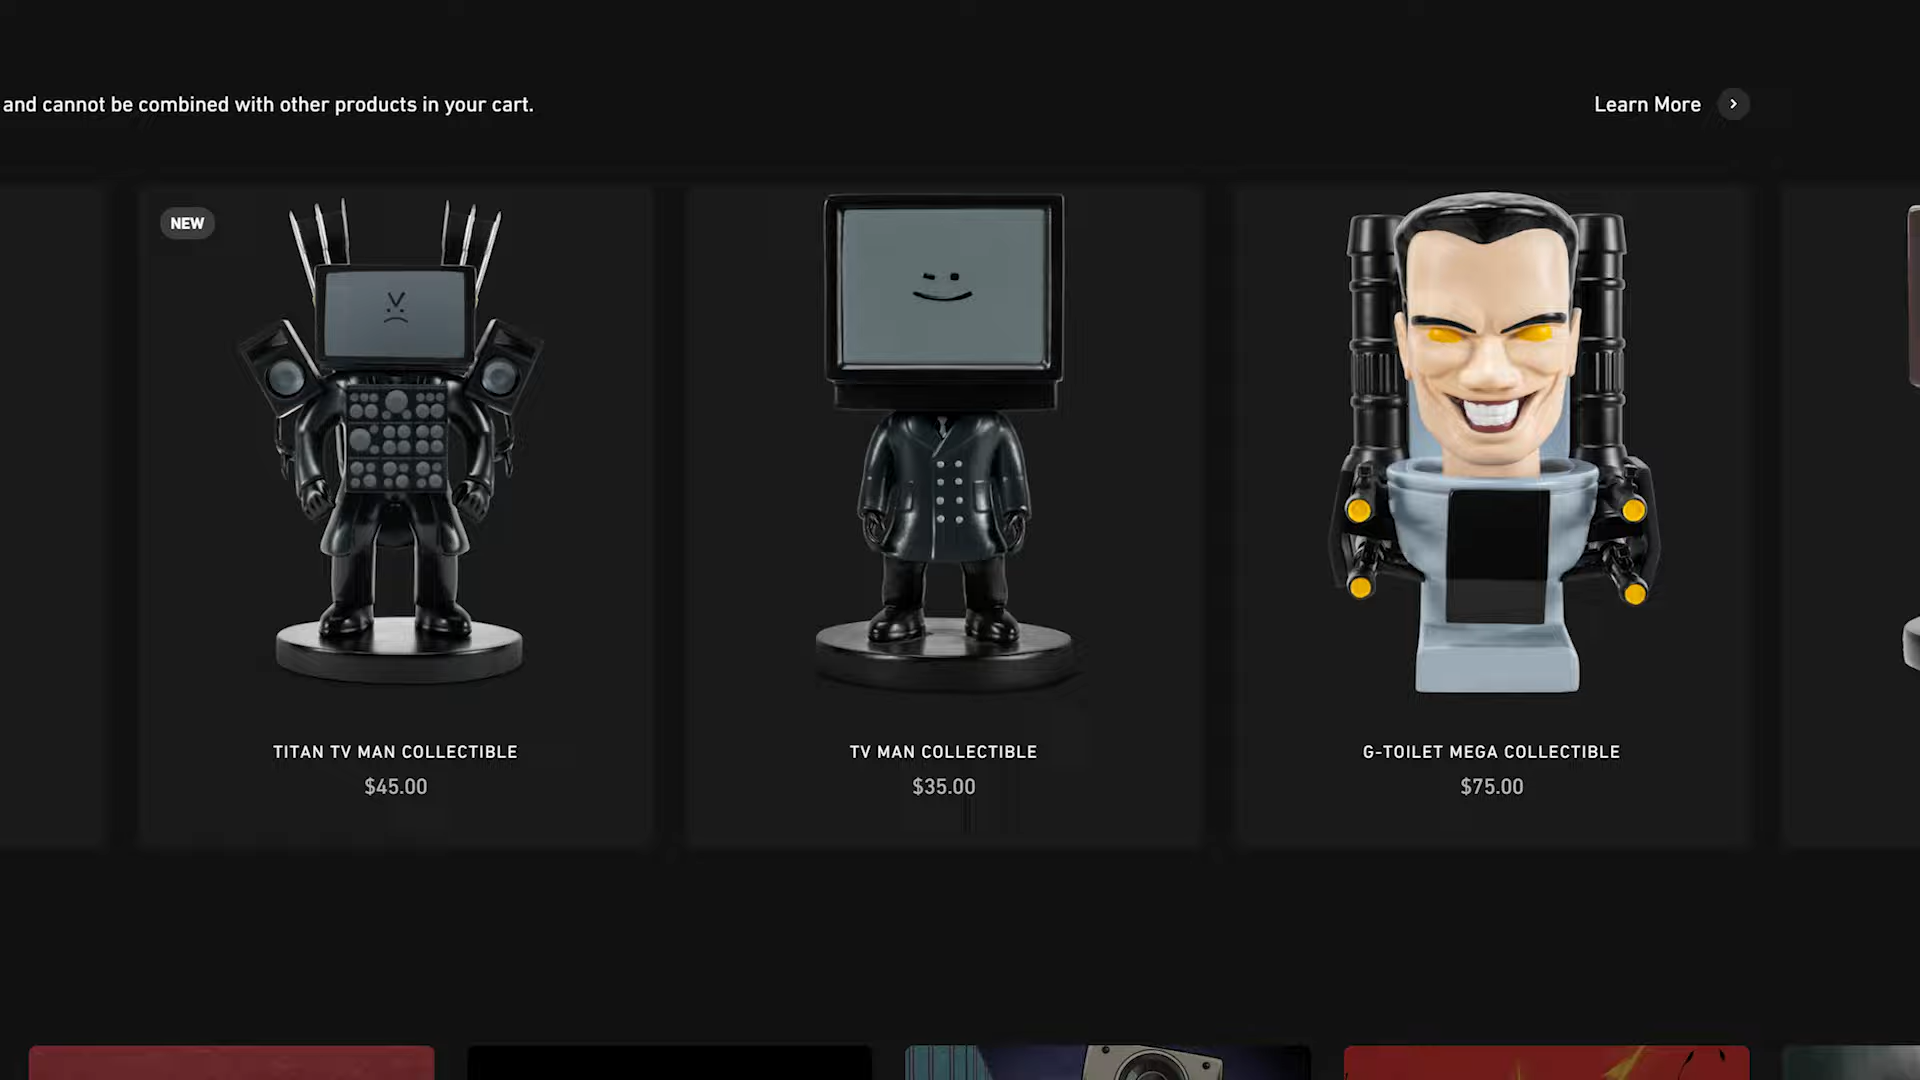 and cannot be combined with other products in your cart.
Learn More
NEW
TITAN TV MAN COLLECTIBLE
$45.00
TV MAN COLLECTIBLE
$35.00
G-TOILET MEGA COLLECTIBLE
$75.00